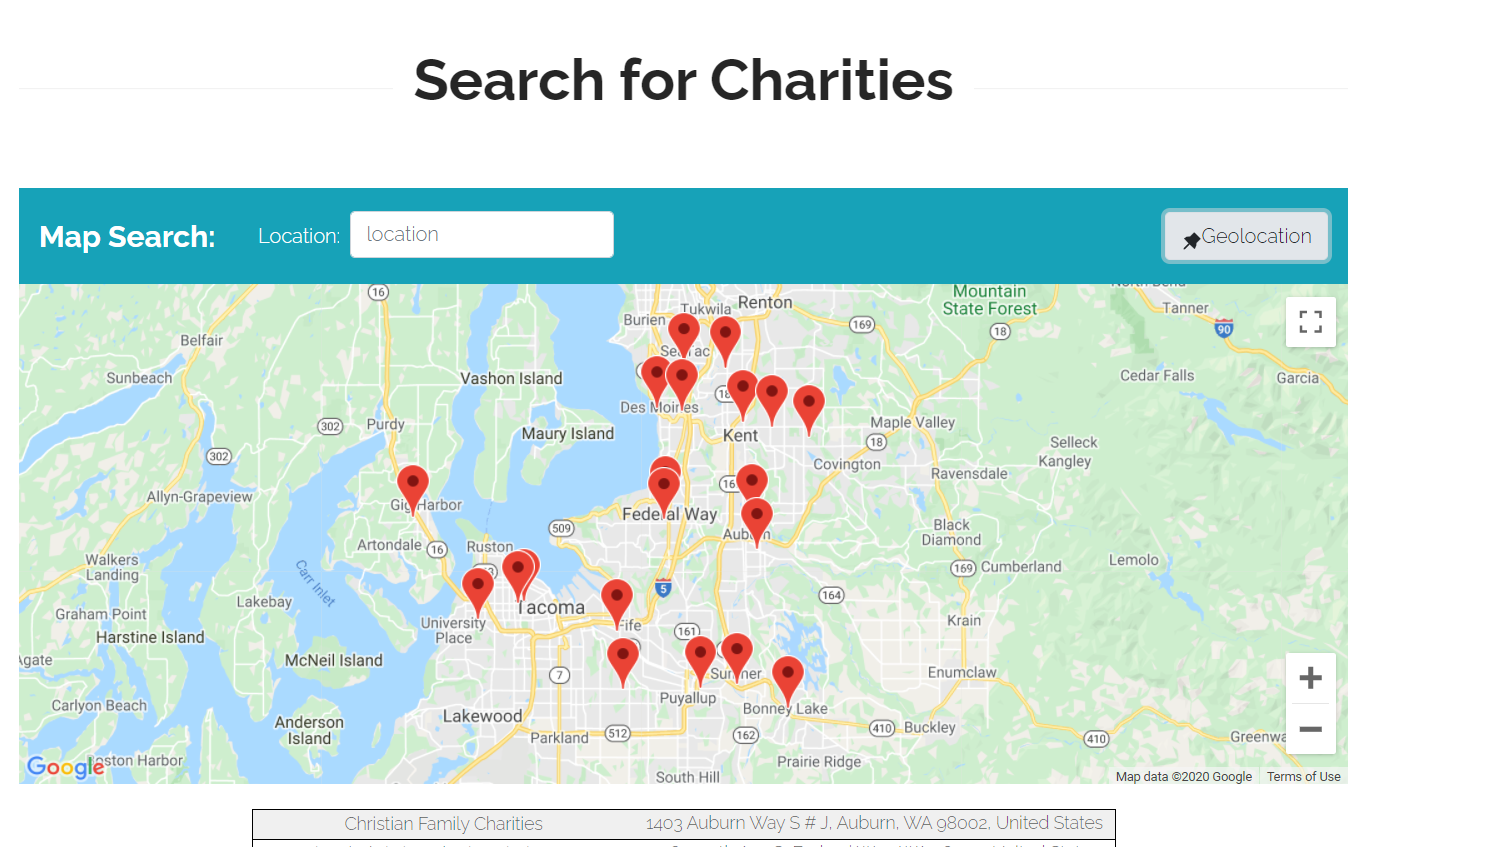 Search for Charities
Map Search:
Location:
location
Geolocation
16
Tukwila
Renton
Mountain
State Forest
Tanner
Burien
169
18
90
Belfair
Sunbeach
Vashon Island
Cedar Falls
Garcia
Des Moines
302
Purdy
Maury Island
Kent
Maple Valley
18
Selleck
Kangley
302
Covington
Ravensdale
Allyn-Grapeview
Gig Harbor
Federal Way
509
Auburn
Black
Diamond
Artondale
16
Ruston
Walkers
Landing
Carr Inlet
169
Cumberland
Lemolo
5
164
Lakebay
Graham Point
Tacoma
Krain
University
Place
Fife
161
Harstine Island
McNeil Island
7
Sumner
Enumclaw
Puyallup
Carlyon Beach
Bonney Lake
Anderson
Island
Lakewood
Parkland
512
162
410
Buckley
410
Prairie Ridge
South Hill
Google
Map data ©2020 Google
Terms of Use
Christian Family Charities
1403 Auburn Way S # J, Auburn, WA 98002, United States